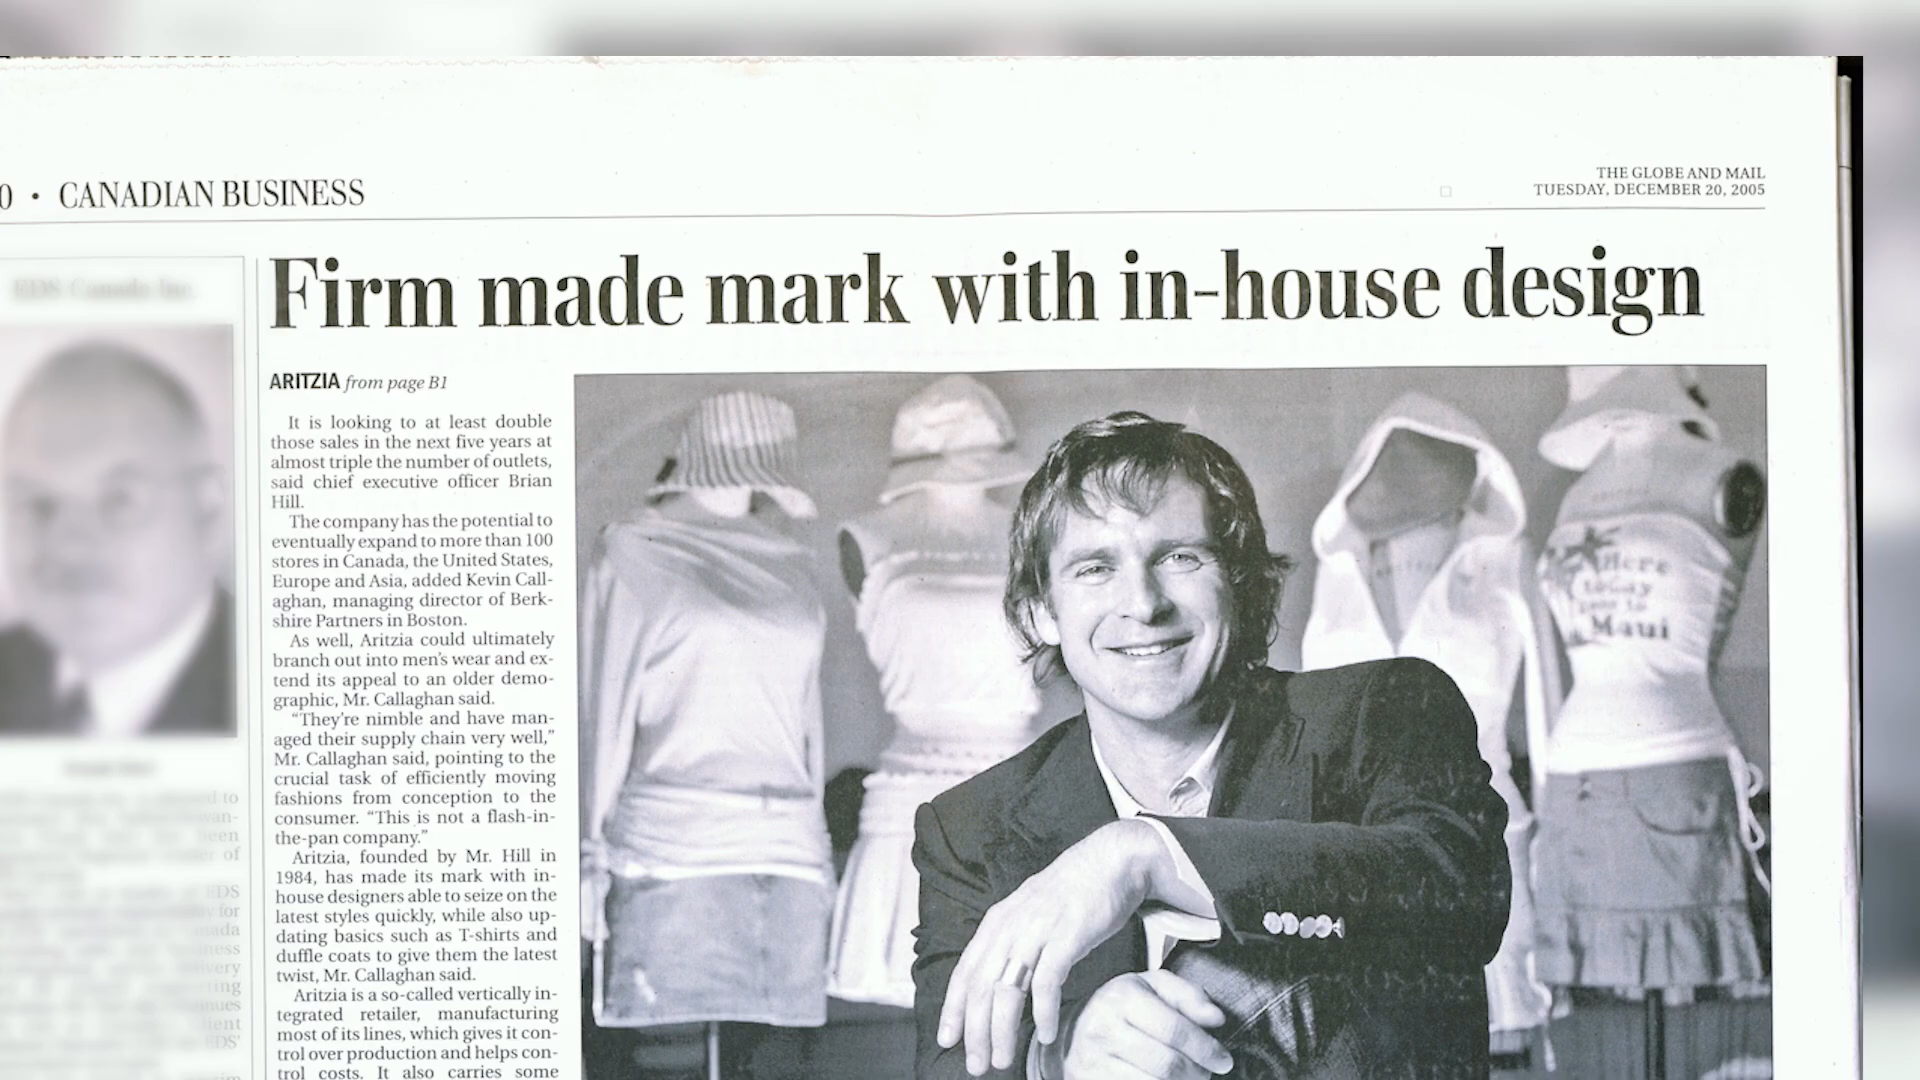 0 • CANADIAN BUSINESS
THE GLOBE AND MAIL
TUESDAY, DECEMBER 20, 2005
EDS Canada Inc.
Firm made mark with in-house design
ARITZIA from page B1
It is looking to at least double
those sales in the next five years at
almost triple the number of outlets,
said chief executive officer Brian
Hill.
The company has the potential to
eventually expand to more than 100
stores in Canada, the United States,
Europe and Asia, added Kevin Call-
aghan, managing director of Berk-
shire Partners in Boston.
As well, Aritzia could ultimately
branch out into men's wear and ex-
tend its appeal to an older demo-
graphic, Mr. Callaghan said.
"They're nimble and have man-
aged their supply chain very well,"
Mr. Callaghan said, pointing to the
crucial task of efficiently moving
fashions from conception to the
consumer. "This is not a flash-in-
the-pan company."
Aritzia, founded by Mr. Hill in
1984, has made its mark with in-
house designers able to seize on the
latest styles quickly, while also up-
dating basics such as T-shirts and
duffle coats to give them the latest
twist, Mr. Callaghan said.
Aritzia is a so-called vertically in-
tegrated retailer, manufacturing
most of its lines, which gives it con-
trol over production and helps con-
trol costs. It also carries some
Here
today
Maui